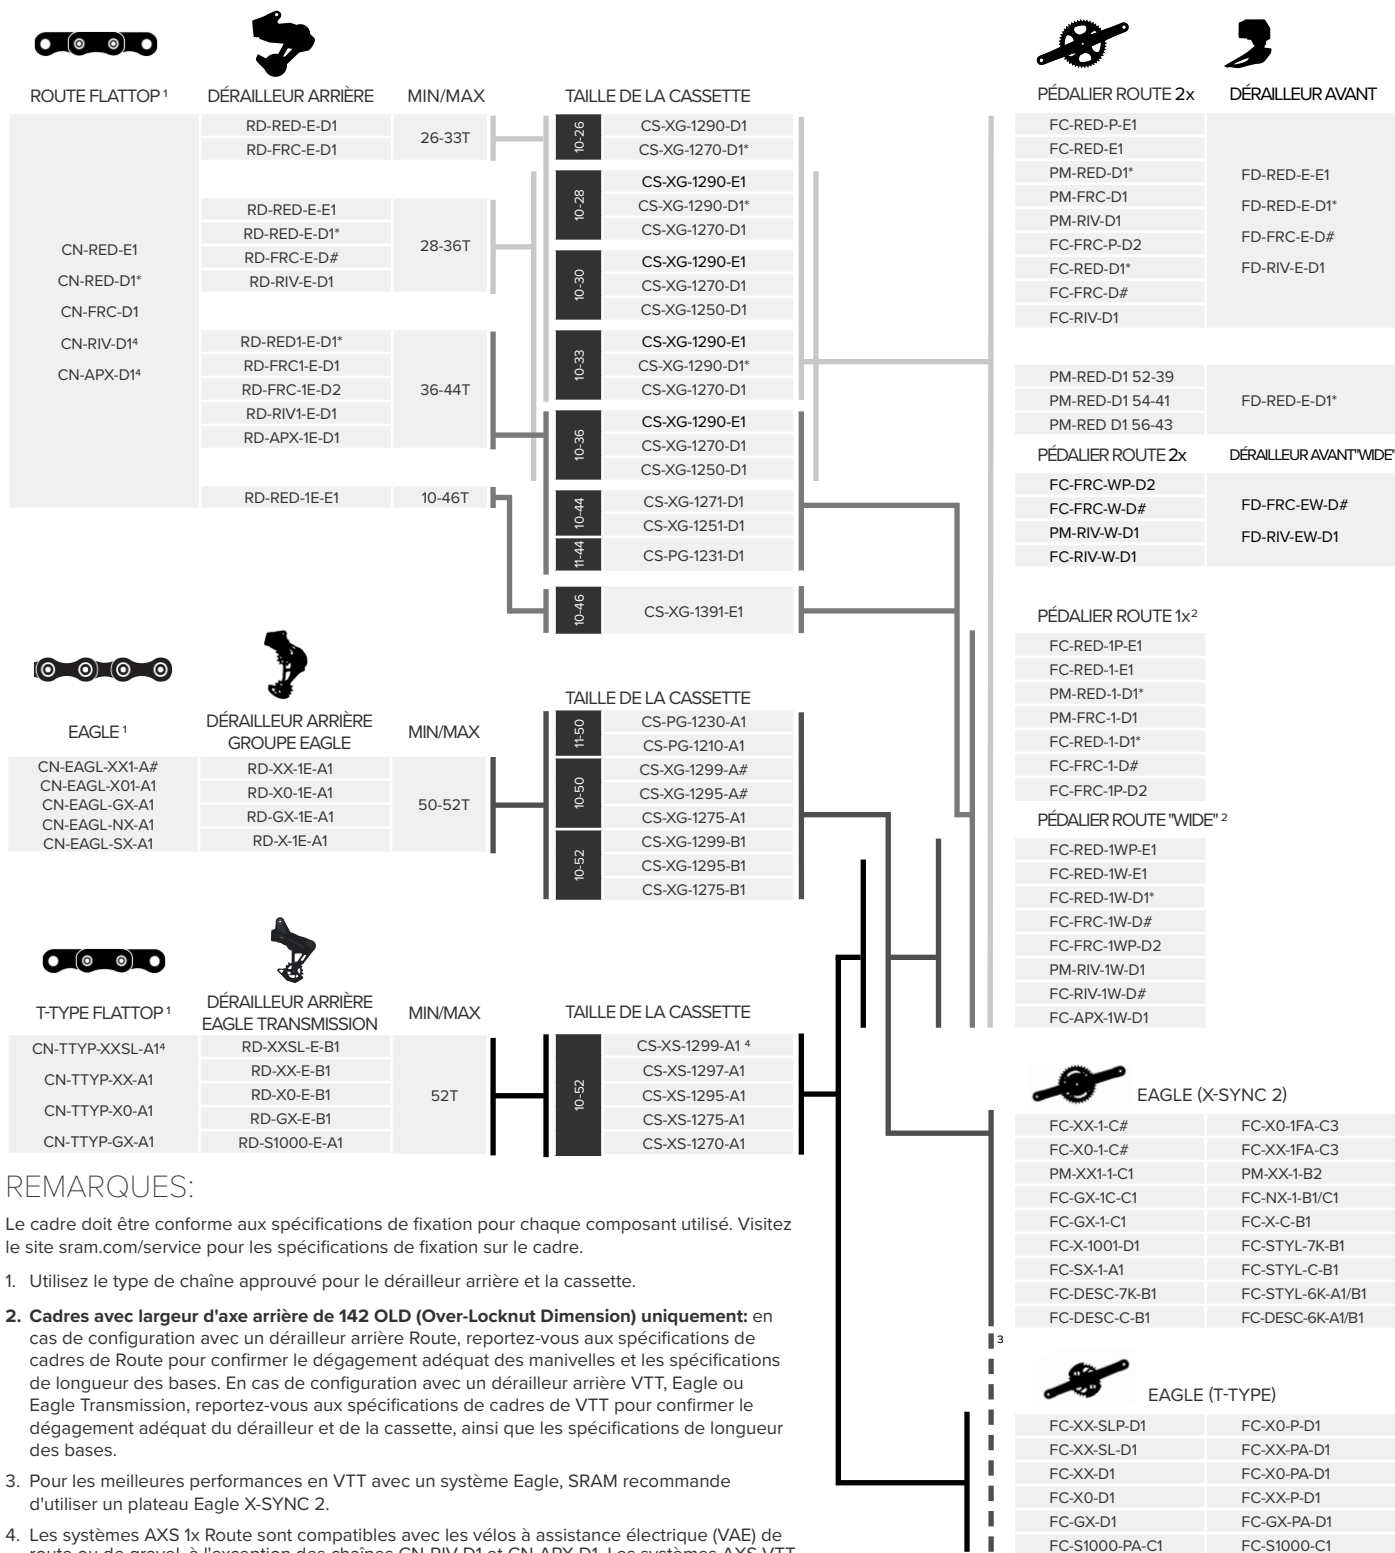 ROUTE FLATTOP ¹
DÉRAILLEUR ARRIÈRE
MIN/MAX
TAILLE DE LA CASSETTE
PÉDALIER ROUTE 2x
DÉRAILLEUR AVANT
CN-RED-E1
CN-RED-D1*
CN-FRC-D1
CN-RIV-D1⁴
CN-APX-D1⁴
RD-RED-E-D1
RD-FRC-E-D1
26-33T
RD-RED-E-E1
RD-RED-E-D1*
RD-FRC-E-D#
RD-RIV-E-D1
28-36T
RD-RED1-E-D1*
RD-FRC1-E-D1
RD-FRC-1E-D2
RD-RIV1-E-D1
RD-APX-1E-D1
36-44T
RD-RED-1E-E1
10-46T
10-26
CS-XG-1290-D1
CS-XG-1270-D1*
10-28
CS-XG-1290-E1
CS-XG-1290-D1*
CS-XG-1270-D1
10-30
CS-XG-1290-E1
CS-XG-1270-D1
CS-XG-1250-D1
10-33
CS-XG-1290-E1
CS-XG-1290-D1*
CS-XG-1270-D1
10-36
CS-XG-1290-E1
CS-XG-1270-D1
CS-XG-1250-D1
10-44
CS-XG-1271-D1
CS-XG-1251-D1
11-44
CS-PG-1231-D1
10-46
CS-XG-1391-E1
FC-RED-P-E1
FC-RED-E1
PM-RED-D1*
PM-FRC-D1
PM-RIV-D1
FC-FRC-P-D2
FC-RED-D1*
FC-FRC-D#
FC-RIV-D1
FD-RED-E-E1
FD-RED-E-D1*
FD-FRC-E-D#
FD-RIV-E-D1
PM-RED-D1 52-39
PM-RED-D1 54-41
PM-RED D1 56-43
FD-RED-E-D1*
PÉDALIER ROUTE 2x
DÉRAILLEUR AVANT"WIDE"
FC-FRC-WP-D2
FC-FRC-W-D#
PM-RIV-W-D1
FC-RIV-W-D1
FD-FRC-EW-D#
FD-RIV-EW-D1
PÉDALIER ROUTE 1x²
FC-RED-1P-E1
FC-RED-1-E1
PM-RED-1-D1*
PM-FRC-1-D1
FC-RED-1-D1*
FC-FRC-1-D#
FC-FRC-1P-D2
PÉDALIER ROUTE "WIDE" ²
FC-RED-1WP-E1
FC-RED-1W-E1
FC-RED-1W-D1*
FC-FRC-1W-D#
FC-FRC-1WP-D2
PM-RIV-1W-D1
FC-RIV-1W-D#
FC-APX-1W-D1
EAGLE ¹
DÉRAILLEUR ARRIÈRE
GROUPE EAGLE
MIN/MAX
TAILLE DE LA CASSETTE
CN-EAGL-XX1-A#
CN-EAGL-X01-A1
CN-EAGL-GX-A1
CN-EAGL-NX-A1
CN-EAGL-SX-A1
RD-XX-1E-A1
RD-X0-1E-A1
RD-GX-1E-A1
RD-X-1E-A1
50-52T
11-50
CS-PG-1230-A1
CS-PG-1210-A1
10-50
CS-XG-1299-A#
CS-XG-1295-A#
CS-XG-1275-A1
10-52
CS-XG-1299-B1
CS-XG-1295-B1
CS-XG-1275-B1
T-TYPE FLATTOP ¹
DÉRAILLEUR ARRIÈRE
EAGLE TRANSMISSION
MIN/MAX
TAILLE DE LA CASSETTE
CN-TTYP-XXSL-A1⁴
CN-TTYP-XX-A1
CN-TTYP-X0-A1
CN-TTYP-GX-A1
RD-XXSL-E-B1
RD-XX-E-B1
RD-X0-E-B1
RD-GX-E-B1
RD-S1000-E-A1
52T
10-52
CS-XS-1299-A1 ⁴
CS-XS-1297-A1
CS-XS-1295-A1
CS-XS-1275-A1
CS-XS-1270-A1
EAGLE (X-SYNC 2)
FC-XX-1-C#
FC-X0-1FA-C3
FC-X0-1-C#
FC-XX-1FA-C3
PM-XX1-1-C1
PM-XX-1-B2
FC-GX-1C-C1
FC-NX-1-B1/C1
FC-GX-1-C1
FC-X-C-B1
FC-X-1001-D1
FC-STYL-7K-B1
FC-SX-1-A1
FC-STYL-C-B1
FC-DESC-7K-B1
FC-STYL-6K-A1/B1
FC-DESC-C-B1
FC-DESC-6K-A1/B1
3
EAGLE (T-TYPE)
FC-XX-SLP-D1
FC-X0-P-D1
FC-XX-SL-D1
FC-XX-PA-D1
FC-XX-D1
FC-X0-PA-D1
FC-X0-D1
FC-XX-P-D1
FC-GX-D1
FC-GX-PA-D1
FC-S1000-PA-C1
FC-S1000-C1
REMARQUES:
Le cadre doit être conforme aux spécifications de fixation pour chaque composant utilisé. Visitez
le site sram.com/service pour les spécifications de fixation sur le cadre.
1. Utilisez le type de chaîne approuvé pour le dérailleur arrière et la cassette.
2. Cadres avec largeur d'axe arrière de 142 OLD (Over-Locknut Dimension) uniquement: en
cas de configuration avec un dérailleur arrière Route, reportez-vous aux spécifications de
cadres de Route pour confirmer le dégagement adéquat des manivelles et les spécifications
de longueur des bases. En cas de configuration avec un dérailleur arrière VTT, Eagle ou
Eagle Transmission, reportez-vous aux spécifications de cadres de VTT pour confirmer le
dégagement adéquat du dérailleur et de la cassette, ainsi que les spécifications de longueur
des bases.
3. Pour les meilleures performances en VTT avec un système Eagle, SRAM recommande
d'utiliser un plateau Eagle X-SYNC 2.
4. Les systèmes AXS 1x Route sont compatibles avec les vélos à assistance électrique (VAE) de
route ou de gravel, à l'exception des chaînes CN-RIV-D1 et CN-APX-D1. Les systèmes AXS VTT